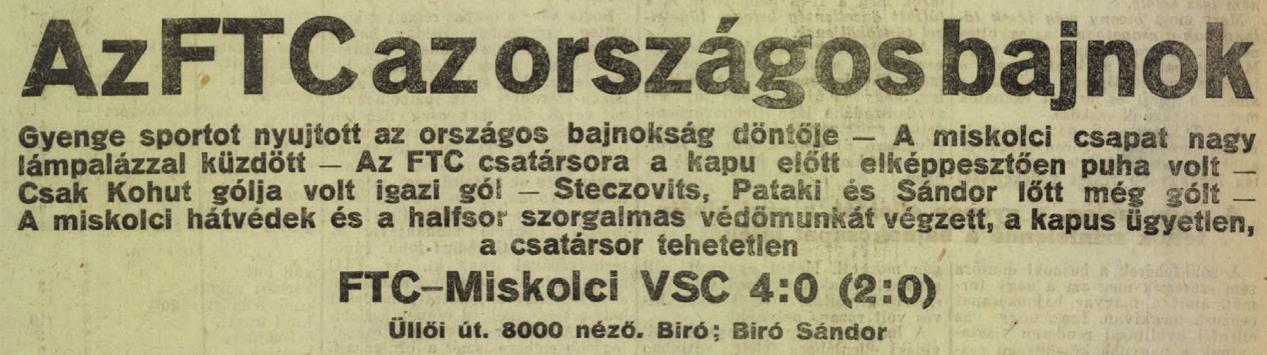 Az FTC az országos bajnok
Gyenge sportot nyujtott az országos bajnokság döntője — A miskolci csapat nagy
lámpalázzal küzdött — Az FTC csatársora a kapu előtt elképpesztően puha volt —
Csak Kohut gólja volt igazi gól — Steczovits, Pataki és Sándor lőtt még gólt —
A miskolci hátvédek és a halfsor szorgalmas védőmunkát végzett, a kapus ügyetlen,
a csatársor tehetetlen
FTC—Miskolci VSC 4:0 (2:0)
Üllői út. 8000 néző. Biró: Biró Sándor